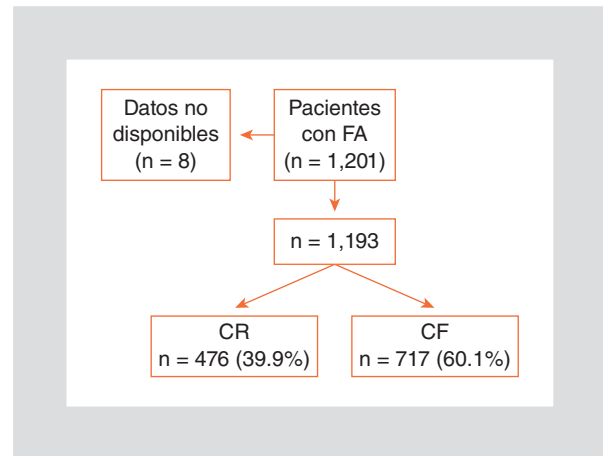 Datos no
disponibles
(n = 8)
Pacientes
con FA
(n = 1,201)
n = 1,193
CR
n = 476 (39.9%)
CF
n = 717 (60.1%)